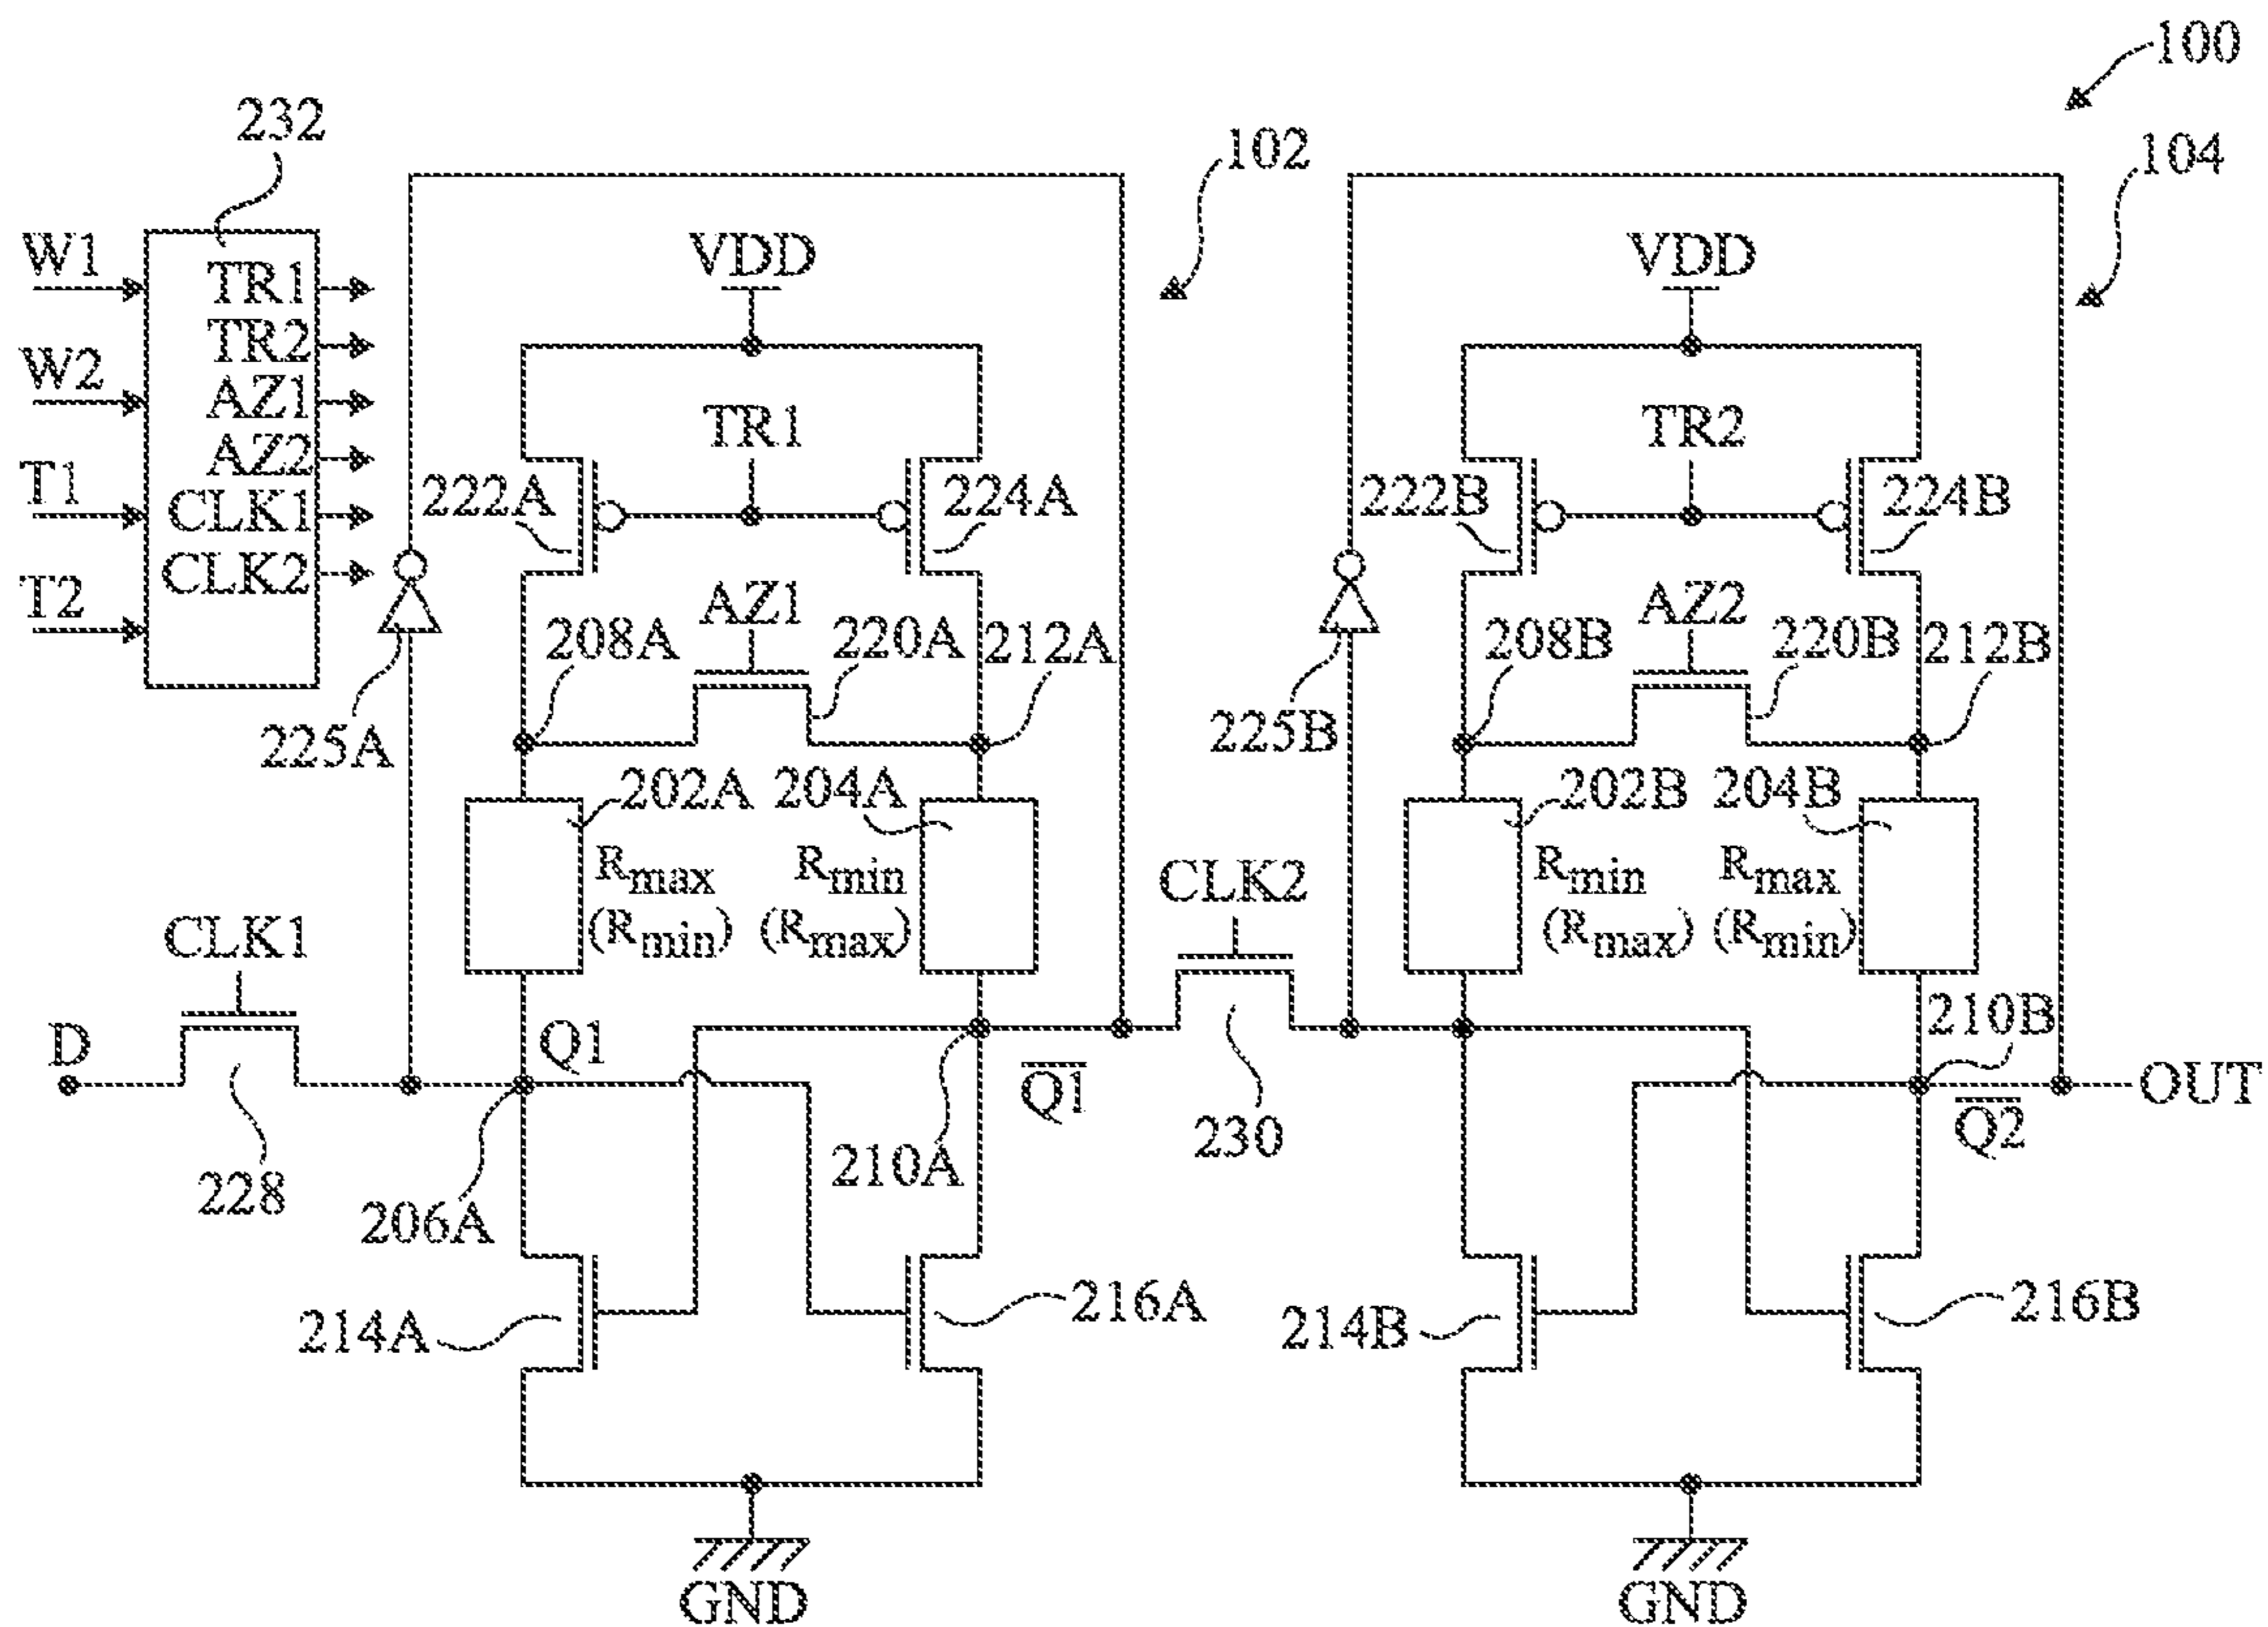 100
232
102
104
W1
W2
T1
T2
TR1
TR2
AZ1
AZ2
CLK1
CLK2
VDD
TR1
222A
224A
AZ1
208A
220A
212A
225A
202A
204A
Rmax
(Rmin)
Rmin
(Rmax)
CLK1
D
Q1
Q1
228
206A
210A
214A
216A
GND
CLK2
230
VDD
TR2
222B
224B
AZ2
208B
220B
212B
225B
202B
204B
Rmin
(Rmax)
Rmax
(Rmin)
210B
OUT
Q2
214B
216B
GND